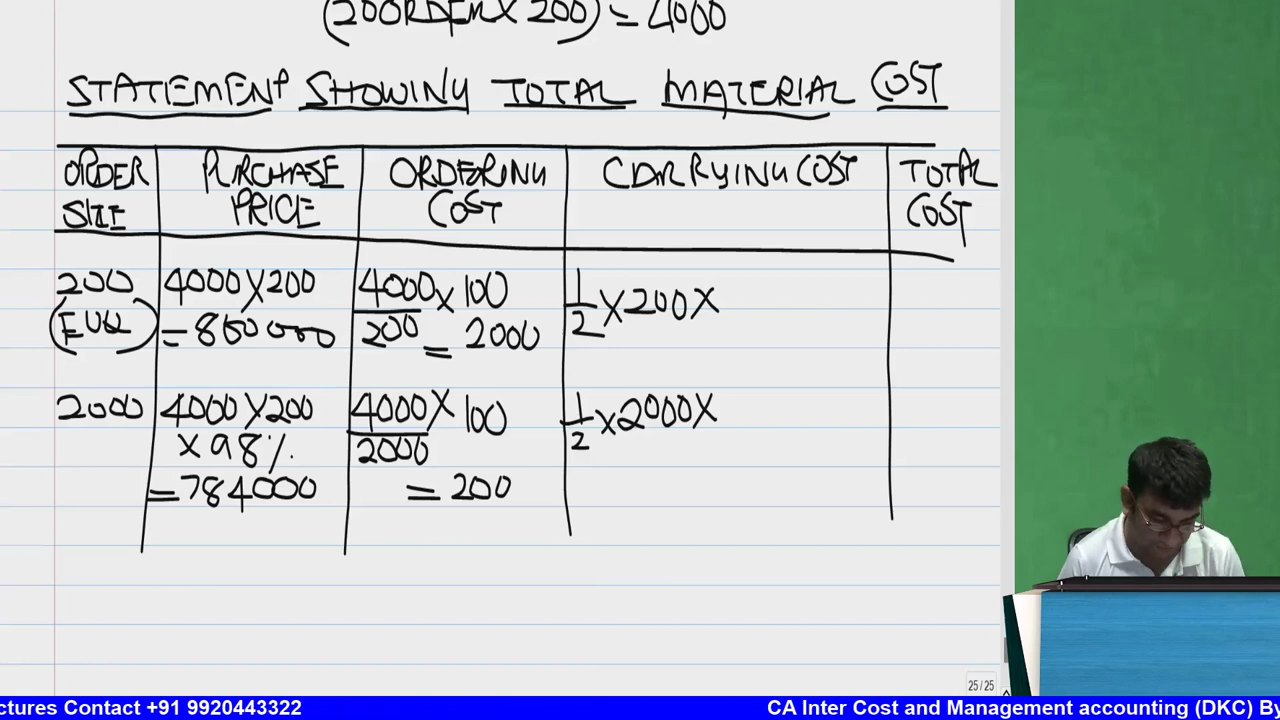 (20 ORDER X 200) = 4000
STATEMENT SHOWING TOTAL MATERIAL COST
ORDER SIZE PURCHASE PRICE ORDERING COST CARRYING COST TOTAL COST
200 (EOQ) 4000 X 200 = 800000 4000/200 X 100 = 2000 1/2 X 200 X
2000 4000 X 200 X 98% = 784000 4000/2000 X 100 = 200 1/2 X 2000 X
25/25
ctures Contact +91 9920443322 CA Inter Cost and Management accounting (DKC) By